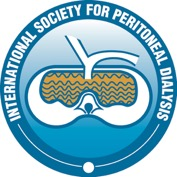 INTERNATIONAL SOCIETY FOR PERITONEAL DIALYSIS